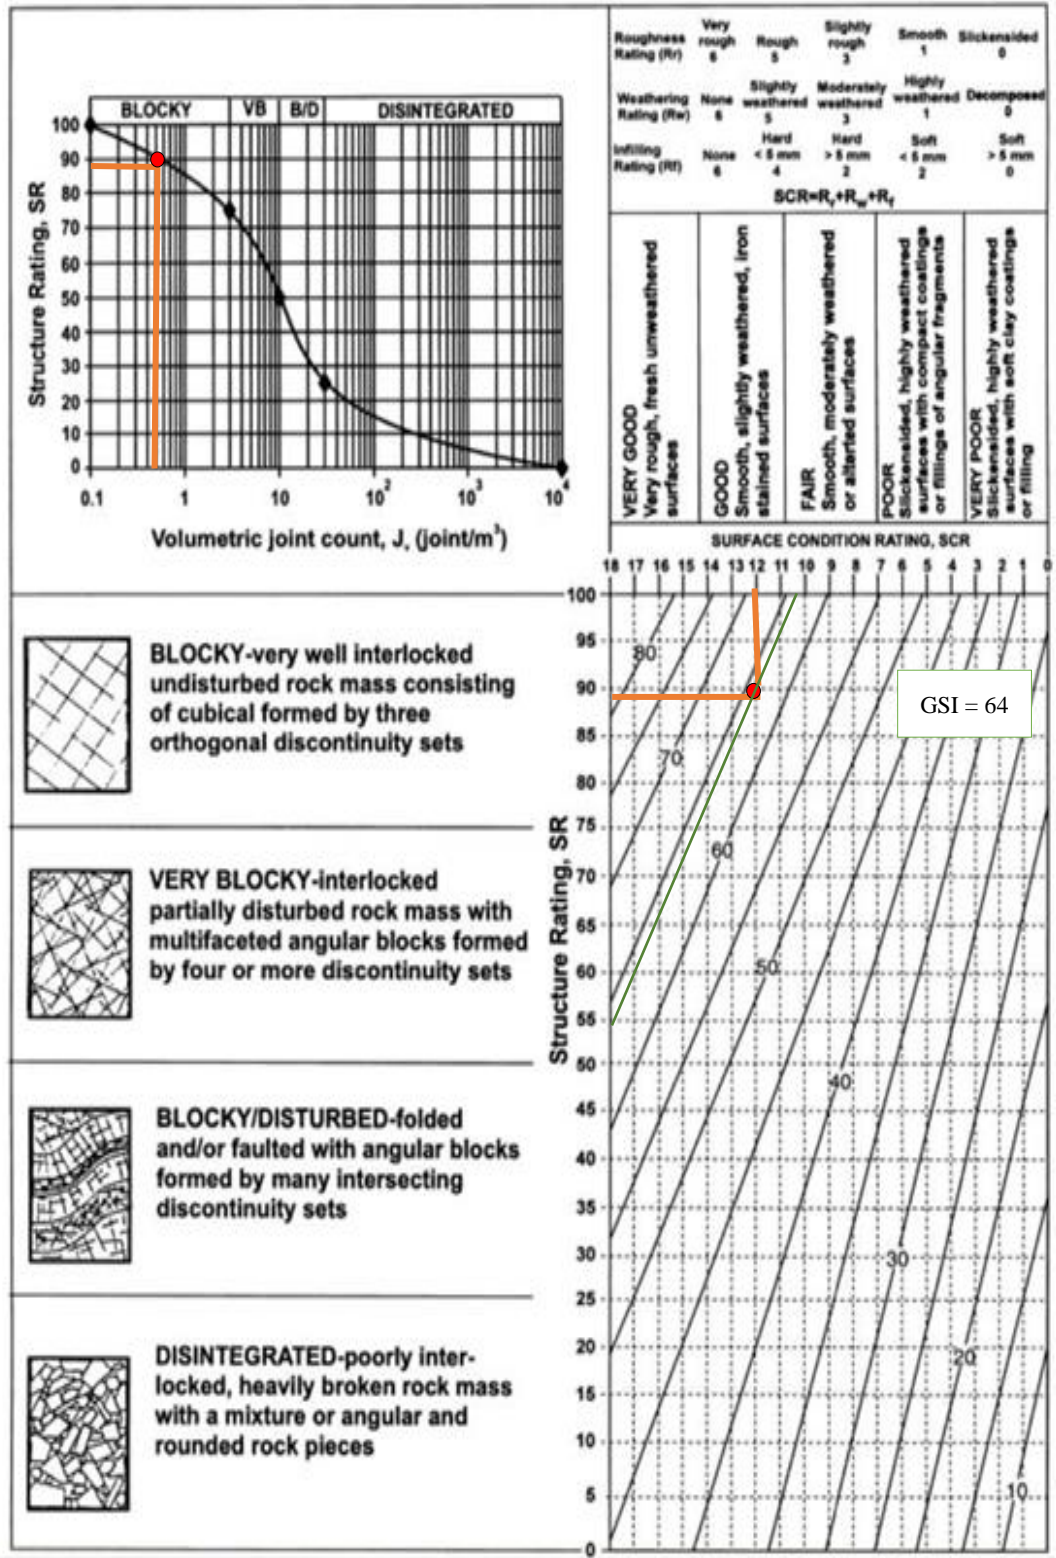 BLOCKY VB B/D DISINTEGRATED
100
90
80
70
60
50
40
30
20
10
0
Structure Rating, SR
0.1 1 10 10² 10³ 10⁴
Volumetric joint count, Jv (joint/m³)
Roughness Rating (Rr)
Very rough 6
Rough 5
Slightly rough 3
Smooth 1
Slickensided 0
Weathering Rating (Rw)
None 6
Slightly weathered 5
Moderately weathered 3
Highly weathered 1
Decomposed 0
Infilling Rating (Rf)
None 6
Hard < 5 mm 4
Hard > 5 mm 2
Soft < 5 mm 2
Soft > 5 mm 0
SCR=Rr+Rw+Rf
VERY GOOD
Very rough, fresh unweathered
surfaces
GOOD
Smooth, slightly weathered, iron
stained surfaces
FAIR
Smooth, moderately weathered
or alterted surfaces
POOR
Slickensided, highly weathered
surfaces with compact coatings
or fillings of angular fragments
VERY POOR
Slickensided, highly weathered
surfaces with soft clay coatings
or filling
SURFACE CONDITION RATING, SCR
18 17 16 15 14 13 12 11 10 9 8 7 6 5 4 3 2 1 0
BLOCKY-very well interlocked
undisturbed rock mass consisting
of cubical formed by three
orthogonal discontinuity sets
VERY BLOCKY-interlocked
partially disturbed rock mass with
multifaceted angular blocks formed
by four or more discontinuity sets
BLOCKY/DISTURBED-folded
and/or faulted with angular blocks
formed by many intersecting
discontinuity sets
DISINTEGRATED-poorly inter-
locked, heavily broken rock mass
with a mixture or angular and
rounded rock pieces
Structure Rating, SR
100
95
90
85
80
75
70
65
60
55
50
45
40
35
30
25
20
15
10
5
0
80
70
60
50
40
30
20
10
GSI = 64